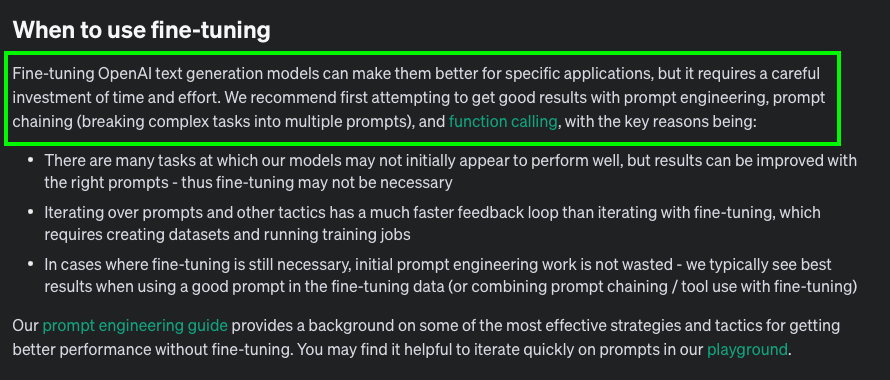 When to use fine-tuning
Fine-tuning OpenAI text generation models can make them better for specific applications, but it requires a careful
investment of time and effort. We recommend first attempting to get good results with prompt engineering, prompt
chaining (breaking complex tasks into multiple prompts), and function calling, with the key reasons being:
• There are many tasks at which our models may not initially appear to perform well, but results can be improved with
the right prompts - thus fine-tuning may not be necessary
• Iterating over prompts and other tactics has a much faster feedback loop than iterating with fine-tuning, which
requires creating datasets and running training jobs
• In cases where fine-tuning is still necessary, initial prompt engineering work is not wasted - we typically see best
results when using a good prompt in the fine-tuning data (or combining prompt chaining / tool use with fine-tuning)
Our prompt engineering guide provides a background on some of the most effective strategies and tactics for getting
better performance without fine-tuning. You may find it helpful to iterate quickly on prompts in our playground.